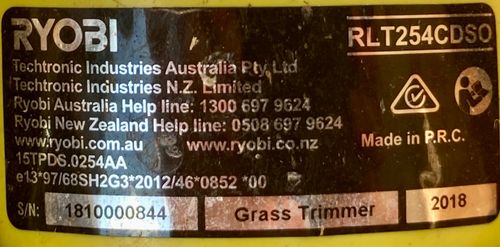 RYOBI RLT254CDSO
Techtronic Industries Australia Pty Ltd
Techtronic Industries N.Z. Limited
Ryobi Australia Help line: 1300 697 9624
Ryobi New Zealand Help line: 0508 697 9624
www.ryobi.com.au www.ryobi.co.nz Made in P.R.C.
15TPDS.0254AA
e13*97/68SH2G3*2012/46*0852 *00
S/N: 1810000844 Grass Trimmer 2018